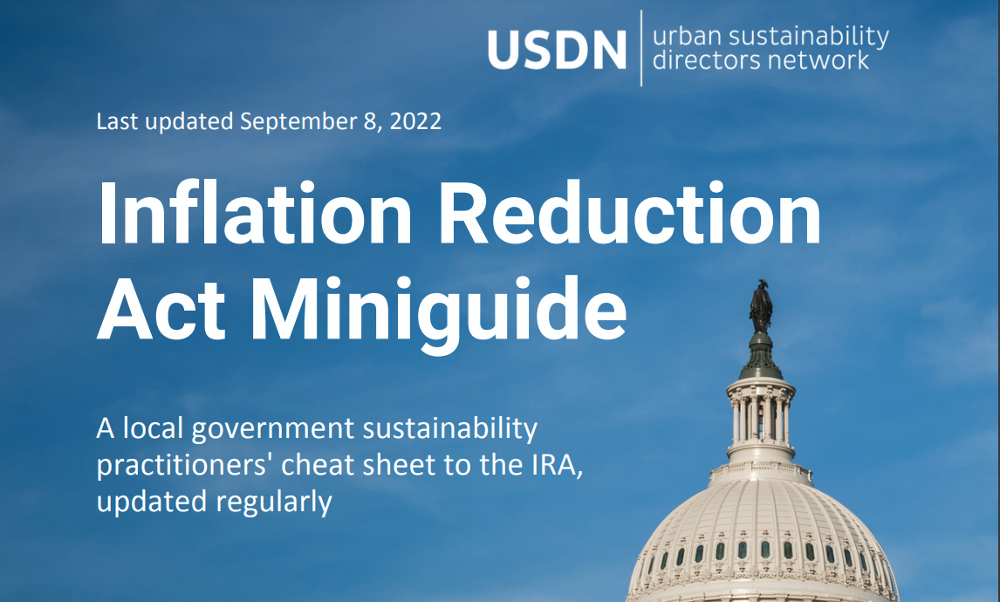 USDN
urban sustainability
directors network
Last updated September 8, 2022
Inflation Reduction
Act Miniguide
A local government sustainability
practitioners' cheat sheet to the IRA,
updated regularly